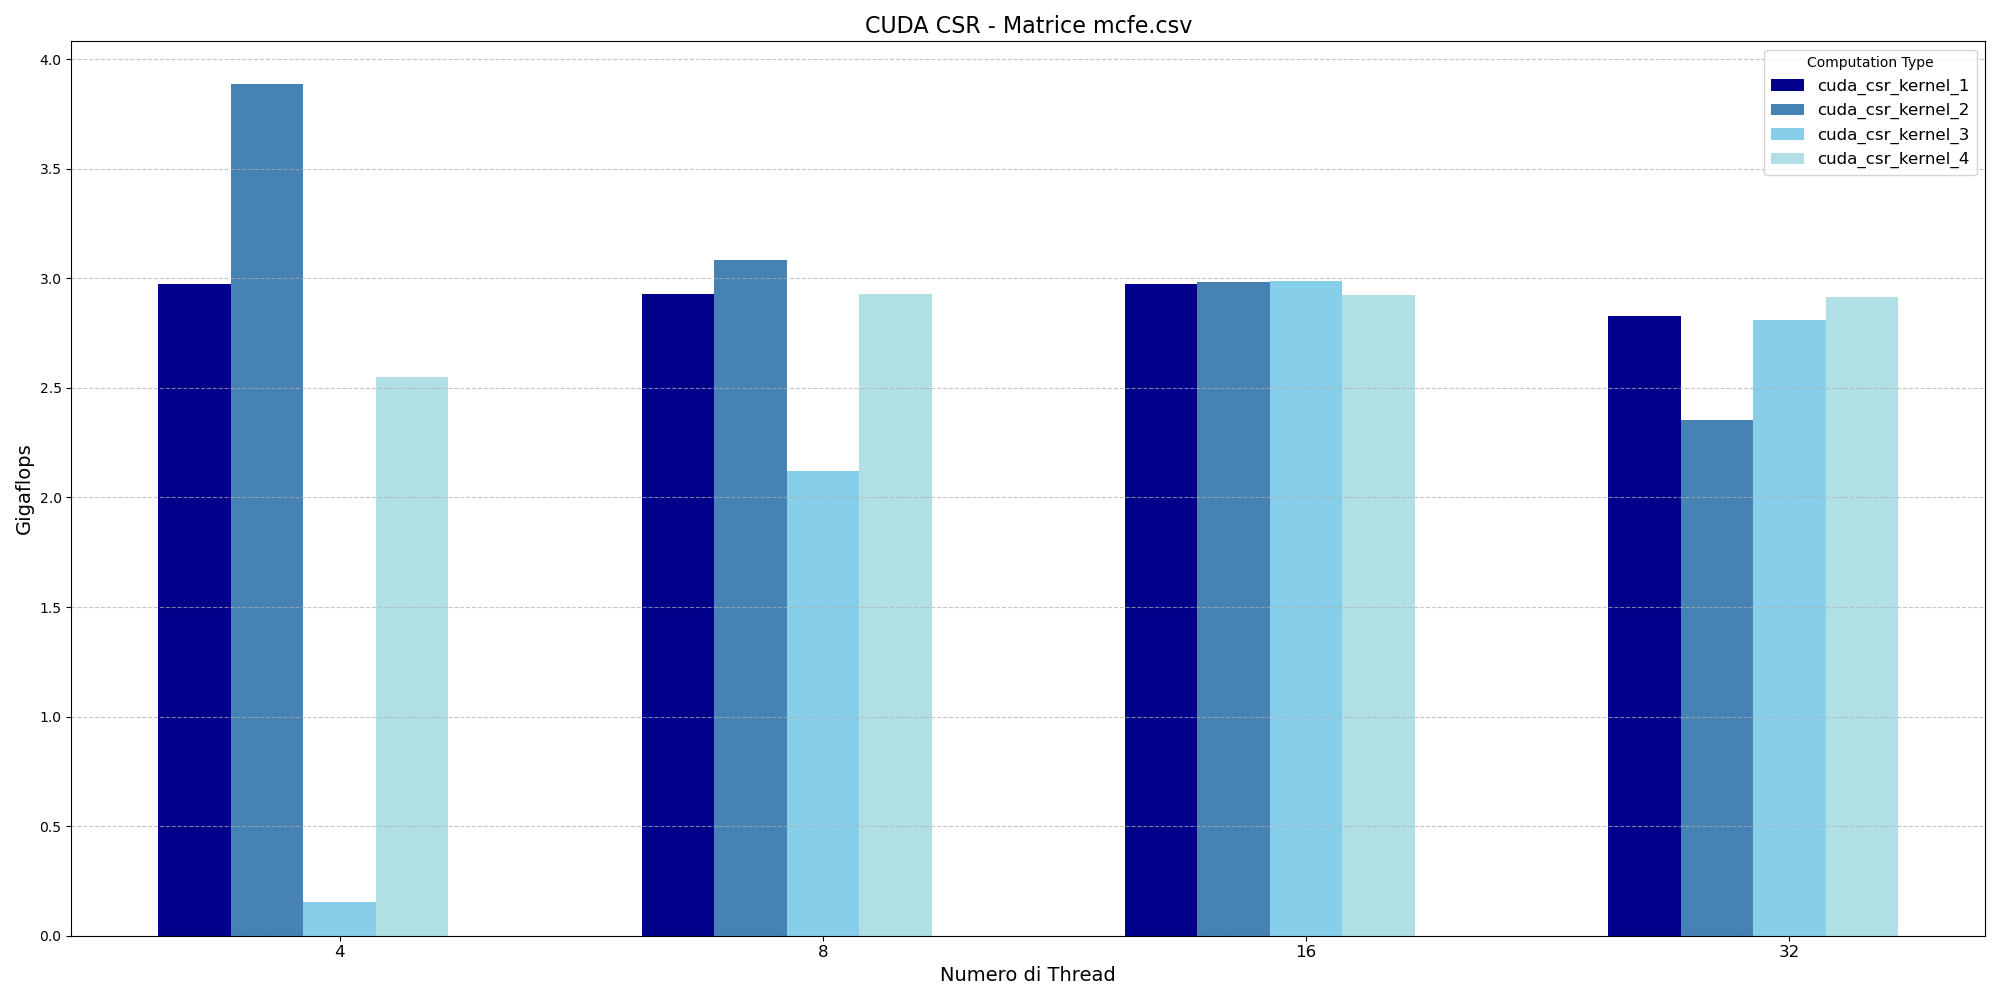 CUDA CSR - Matrice mcfe.csv
Gigaflops
4.0
3.5
3.0
2.5
2.0
1.5
1.0
0.5
0.0
Computation Type
cuda_csr_kernel_1
cuda_csr_kernel_2
cuda_csr_kernel_3
cuda_csr_kernel_4
4 8 16 32
Numero di Thread